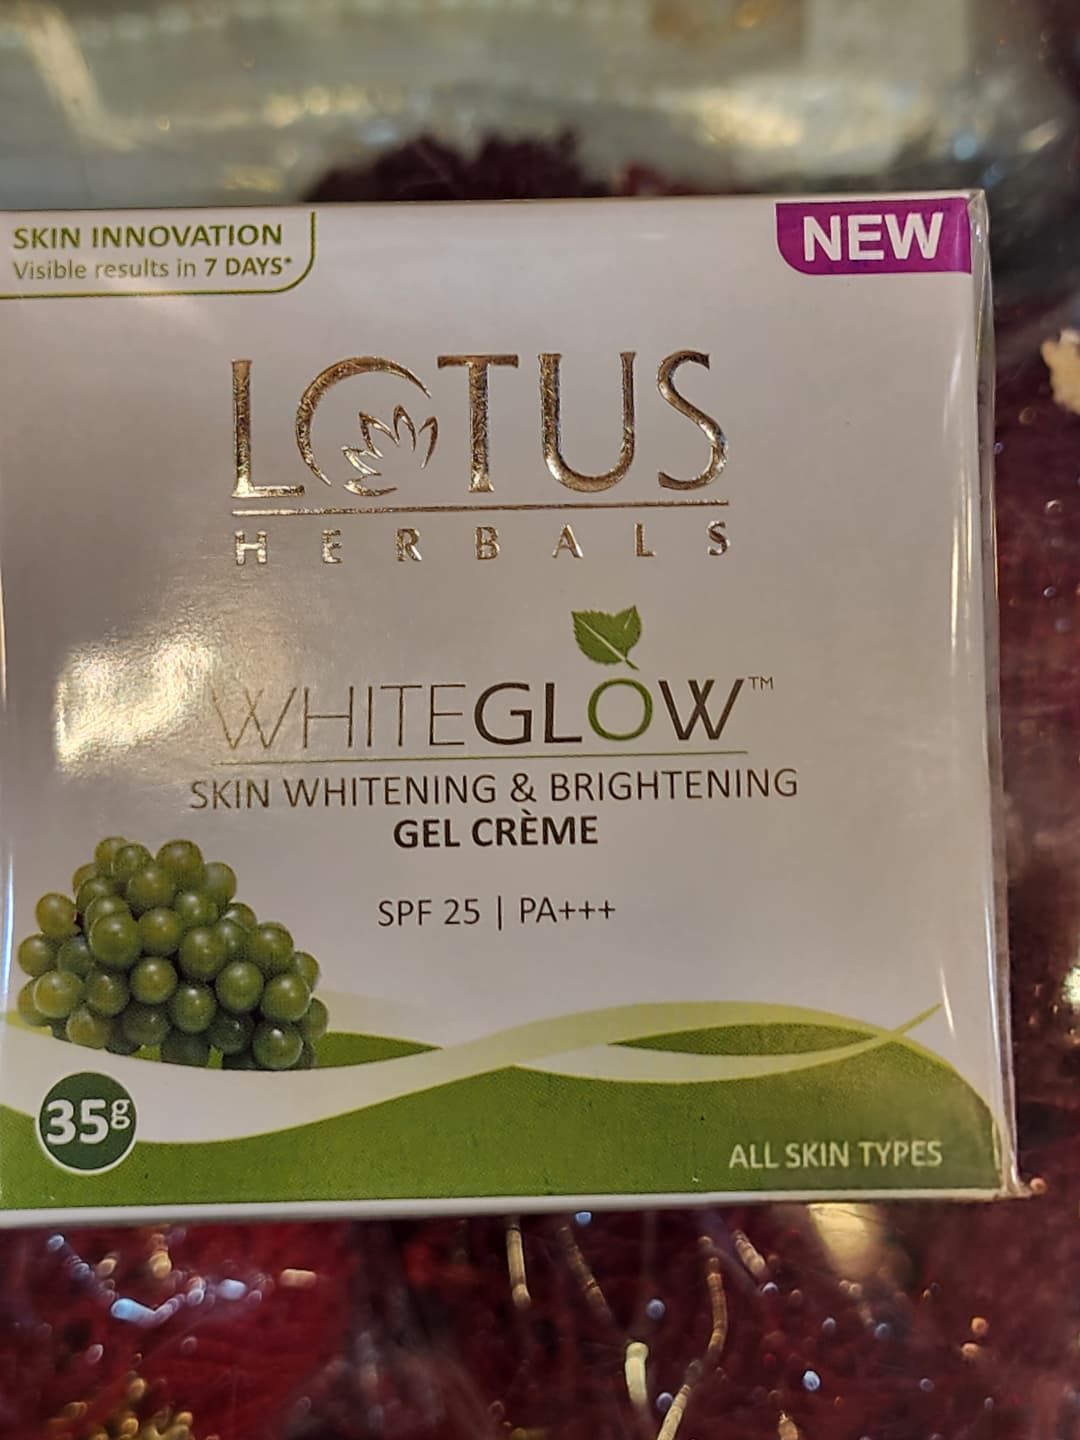 SKIN INNOVATION
Visible results in 7 DAYS*
NEW
LOTUS
HERBALS
WHITEGLOW™
SKIN WHITENING & BRIGHTENING
GEL CRÈME
SPF 25 | PA+++
35g
ALL SKIN TYPES